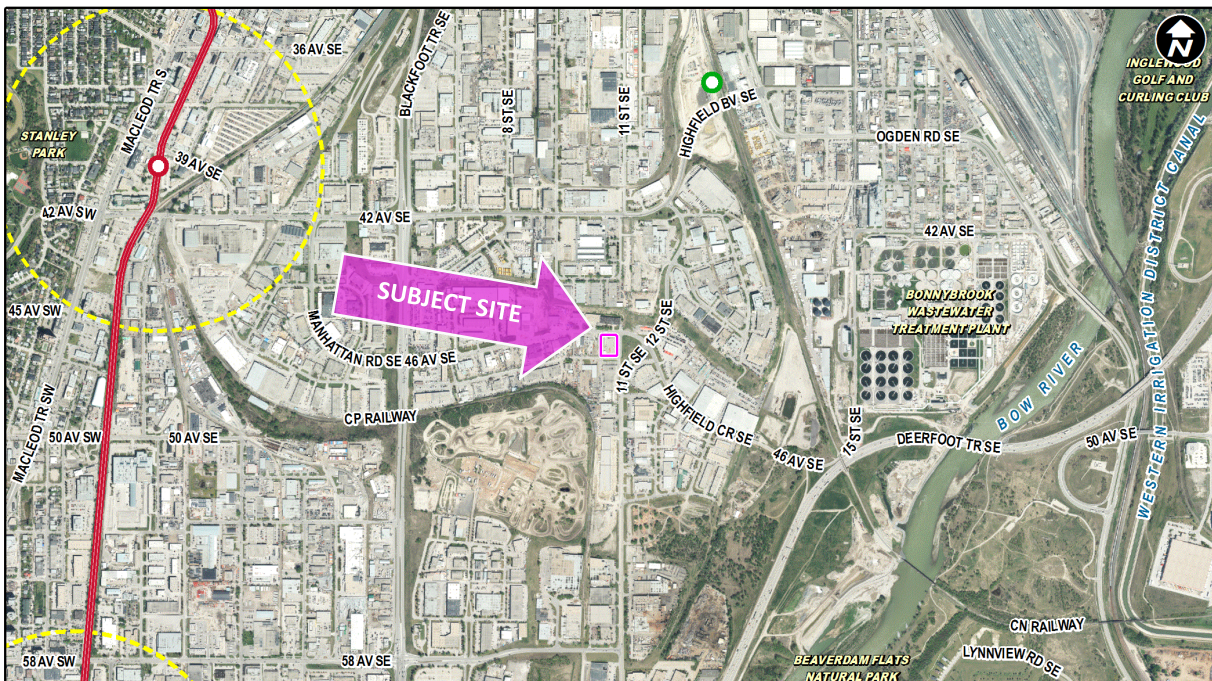 36 AV SE
MACLEOD TR S
BLACKFOOT TR SE
8 ST SE
11 ST SE
HIGHFIELD BV SE
N
INGLEWOOD
GOLF AND
CURLING CLUB
STANLEY
PARK
39 AV SE
OGDEN RD SE
42 AV SW
42 AV SE
42 AV SE
WESTERN IRRIGATION DISTRICT CANAL
SUBJECT SITE
45 AV SW
MANHATTAN RD SE
46 AV SE
11 ST SE
12 ST SE
BONNYBROOK
WASTEWATER
TREATMENT PLANT
BOW RIVER
CP RAILWAY
HIGHFIELD CR SE
MACLEOD TR SW
50 AV SW
50 AV SE
46 AV SE
15 ST SE
DEERFOOT TR SE
50 AV SE
CN RAILWAY
58 AV SW
58 AV SE
BEAVERDAM FLATS
NATURAL PARK
LYNNVIEW RD SE